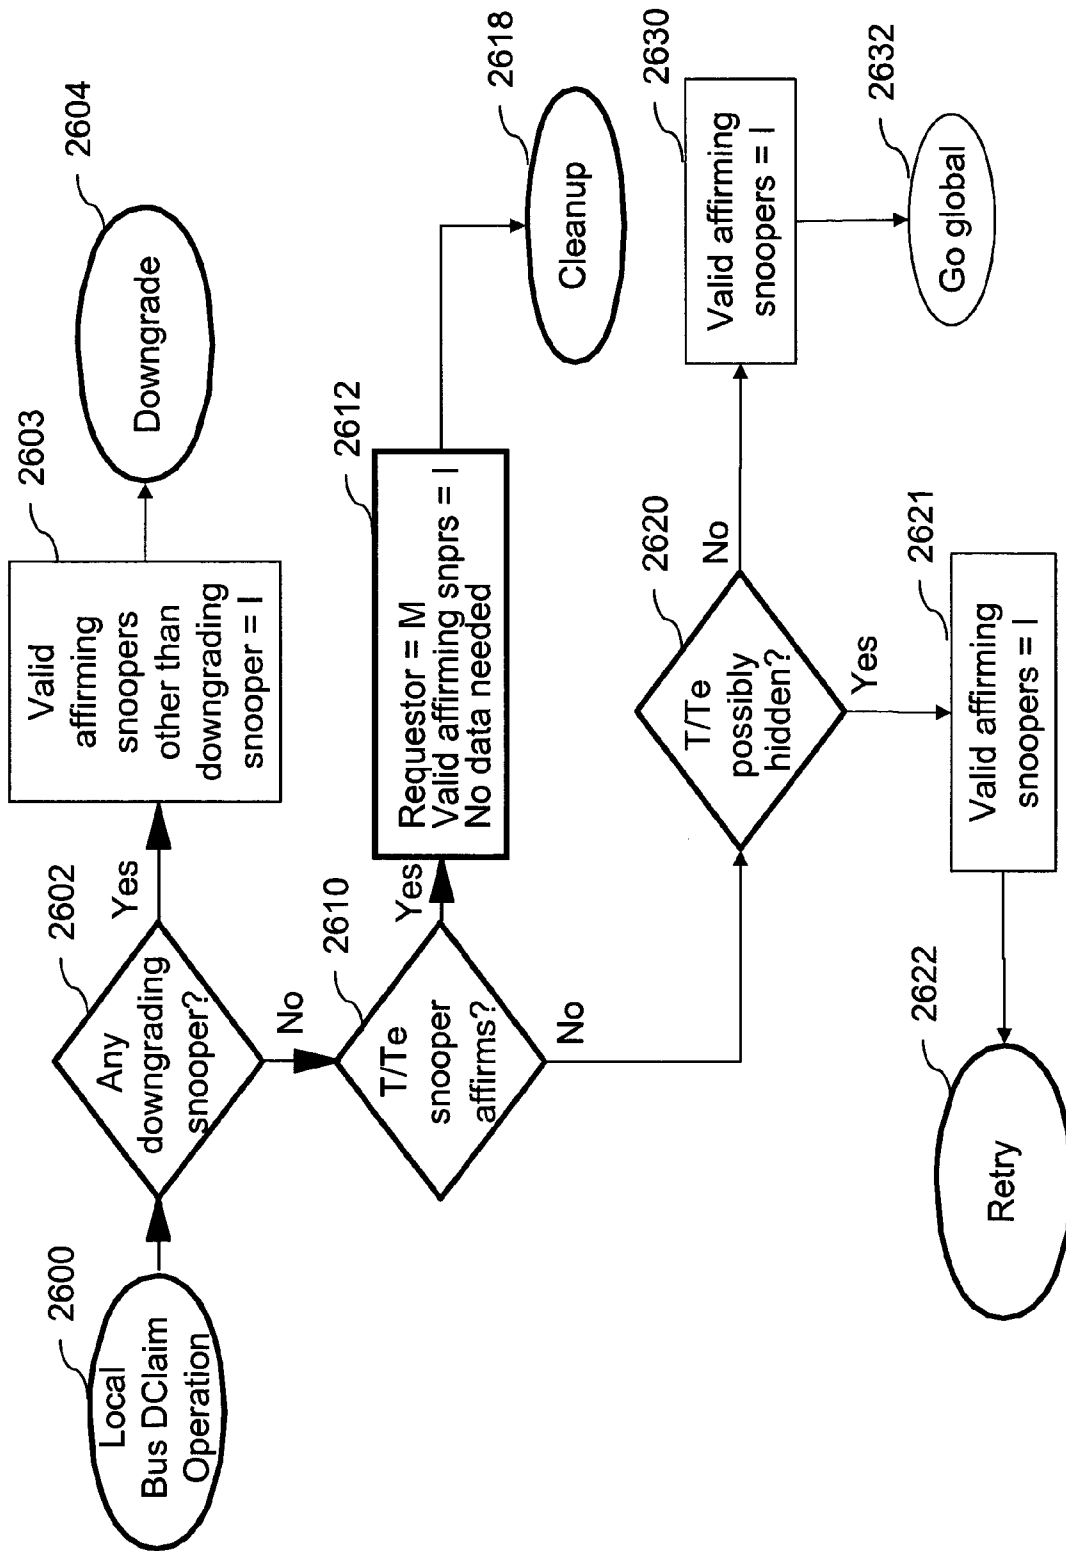 2600
Local
Bus DClaim
Operation
2602
Any
downgrading
snooper?
Yes
No
2603
Valid
affirming
snoopers
other than
downgrading
snooper = I
2604
Downgrade
2610
T/Te
snooper
affirms?
Yes
No
2612
Requestor = M
Valid affirming snprs = I
No data needed
2618
Cleanup
2620
T/Te
possibly
hidden?
No
Yes
2630
Valid affirming
snoopers = I
2632
Go global
2621
Valid affirming
snoopers = I
2622
Retry